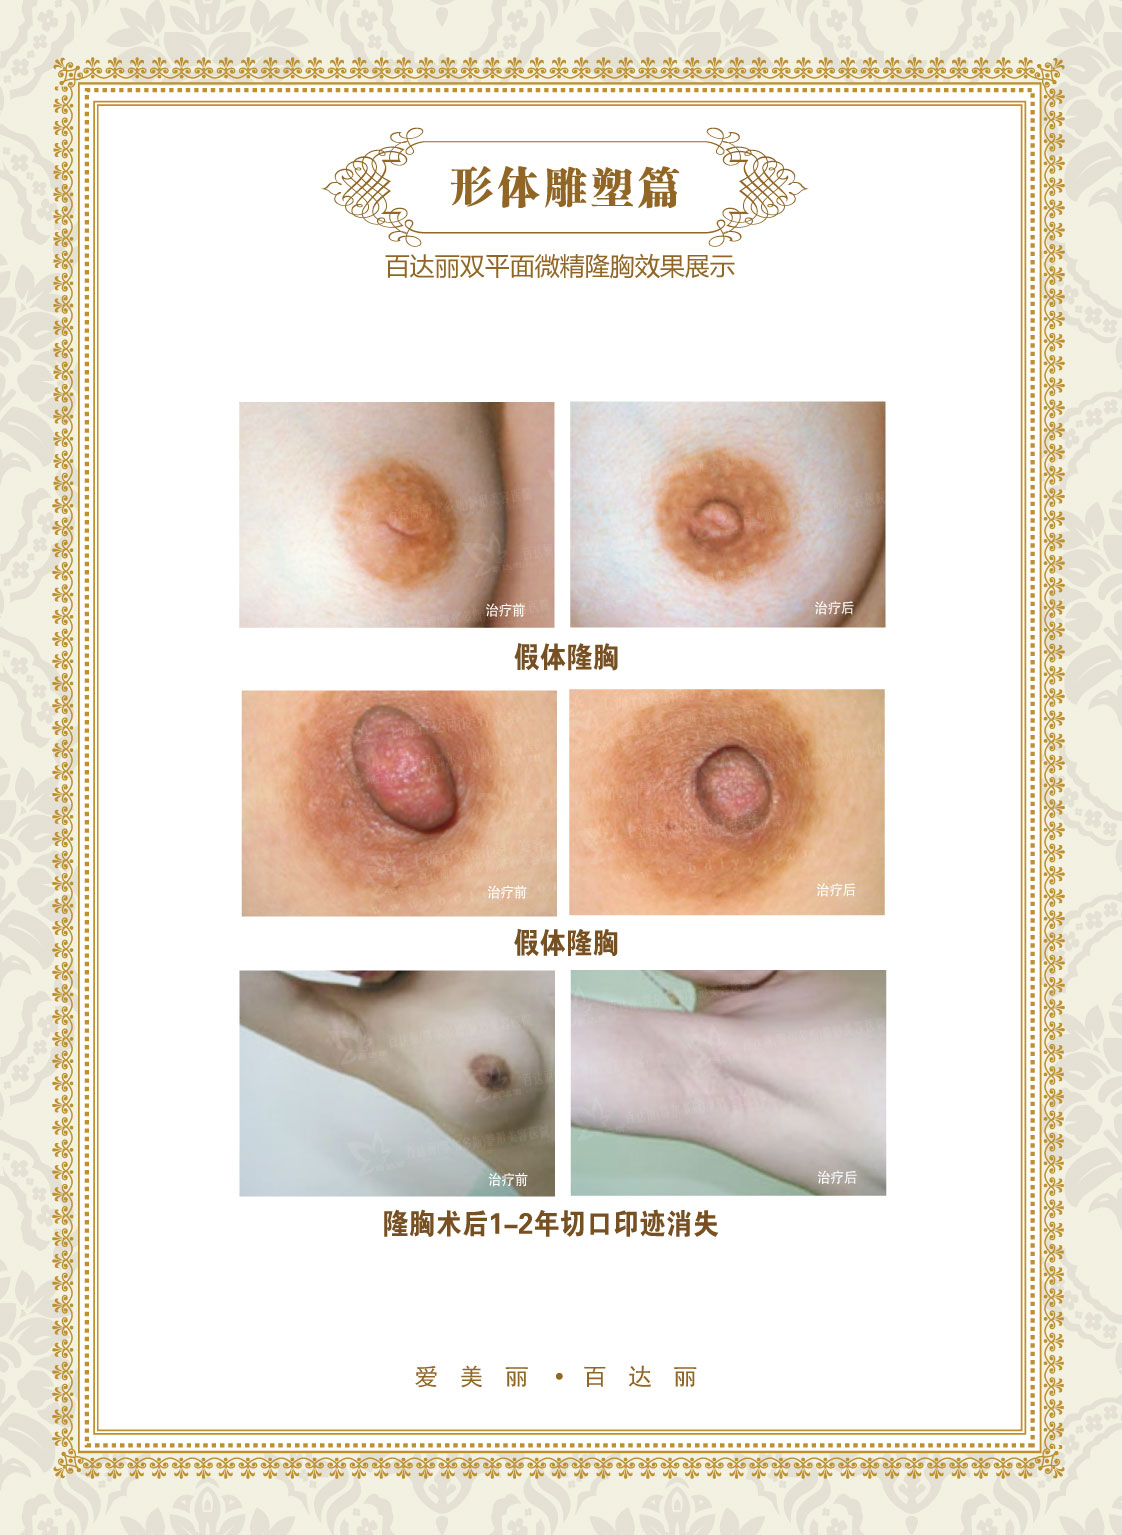 形体雕塑篇
百达丽双平面微精隆胸效果展示
治疗前
治疗后
假体隆胸
治疗前
治疗后
假体隆胸
治疗前
治疗后
隆胸术后1-2年切口印迹消失
爱美丽·百达丽